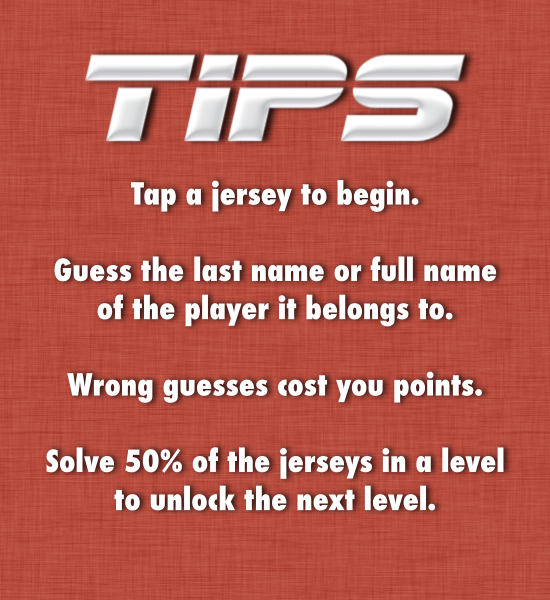 TIPS
Tap a jersey to begin.
Guess the last name or full name
of the player it belongs to.
Wrong guesses cost you points.
Solve 50% of the jerseys in a level
to unlock the next level.